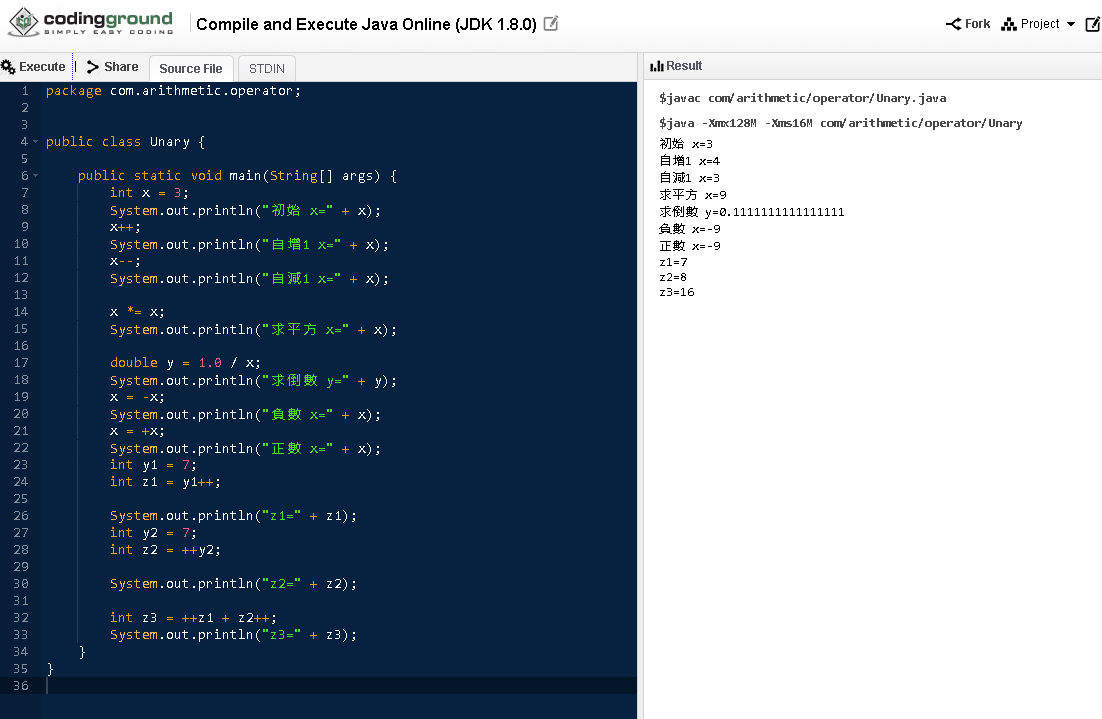 codingground
SIMPLY EASY CODING
Compile and Execute Java Online (JDK 1.8.0)
Fork
Project
Execute
Share
Source File
STDIN
1 package com.arithmetic.operator;
2
3
4 public class Unary {
5
6     public static void main(String[] args) {
7         int x = 3;
8         System.out.println("初始 x=" + x);
9         x++;
10         System.out.println("自增1 x=" + x);
11         x--;
12         System.out.println("自減1 x=" + x);
13
14         x *= x;
15         System.out.println("求平方 x=" + x);
16
17         double y = 1.0 / x;
18         System.out.println("求倒數 y=" + y);
19         x = -x;
20         System.out.println("負數 x=" + x);
21         x = +x;
22         System.out.println("正數 x=" + x);
23         int y1 = 7;
24         int z1 = y1++;
25
26         System.out.println("z1=" + z1);
27         int y2 = 7;
28         int z2 = ++y2;
29
30         System.out.println("z2=" + z2);
31
32         int z3 = ++z1 + z2++;
33         System.out.println("z3=" + z3);
34     }
35 }
36
Result
$javac com/arithmetic/operator/Unary.java
$java -Xmx128M -Xms16M com/arithmetic/operator/Unary
初始 x=3
自增1 x=4
自減1 x=3
求平方 x=9
求倒數 y=0.1111111111111111
負數 x=-9
正數 x=-9
z1=7
z2=8
z3=16